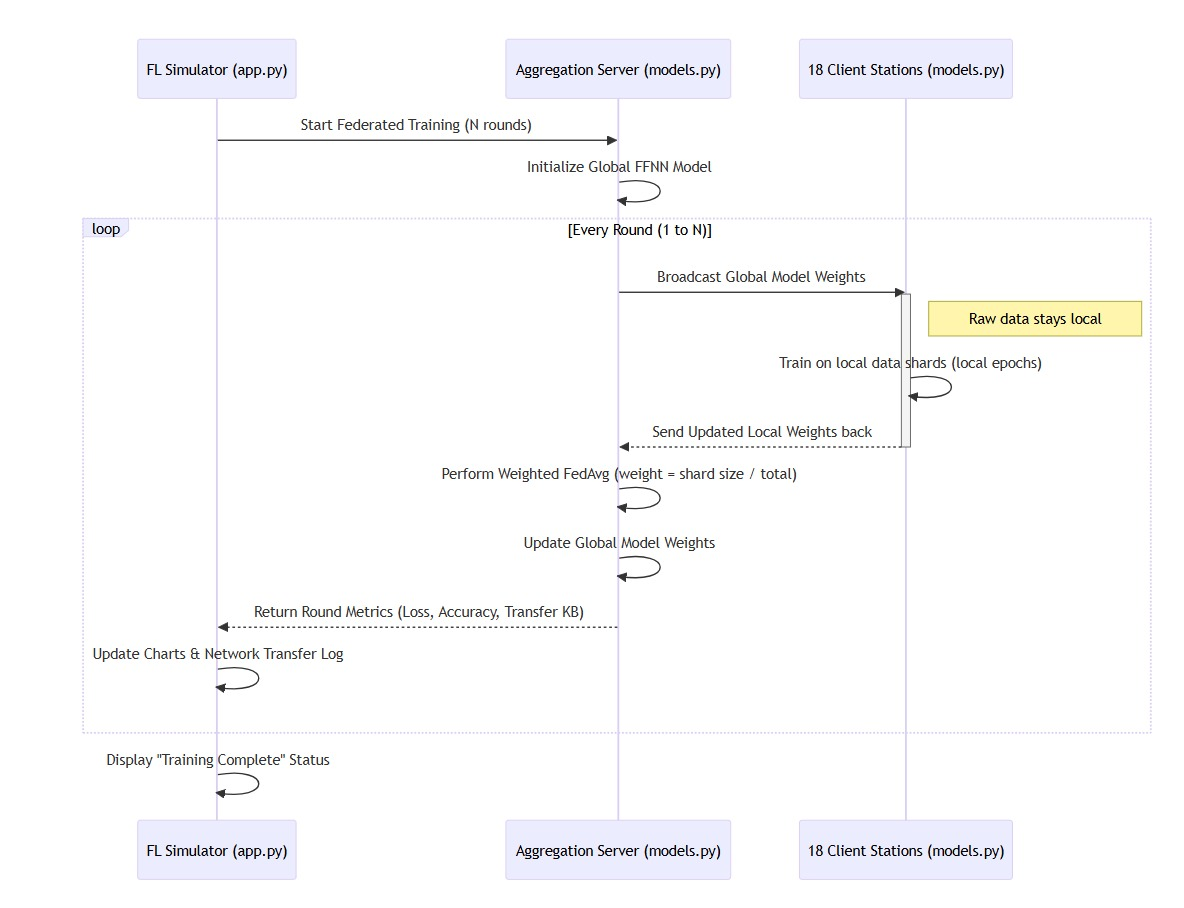 FL Simulator (app.py)
Aggregation Server (models.py)
18 Client Stations (models.py)
Start Federated Training (N rounds)
Initialize Global FFNN Model
loop
[Every Round (1 to N)]
Broadcast Global Model Weights
Raw data stays local
Train on local data shards (local epochs)
Send Updated Local Weights back
Perform Weighted FedAvg (weight = shard size / total)
Update Global Model Weights
Return Round Metrics (Loss, Accuracy, Transfer KB)
Update Charts & Network Transfer Log
Display "Training Complete" Status
FL Simulator (app.py)
Aggregation Server (models.py)
18 Client Stations (models.py)